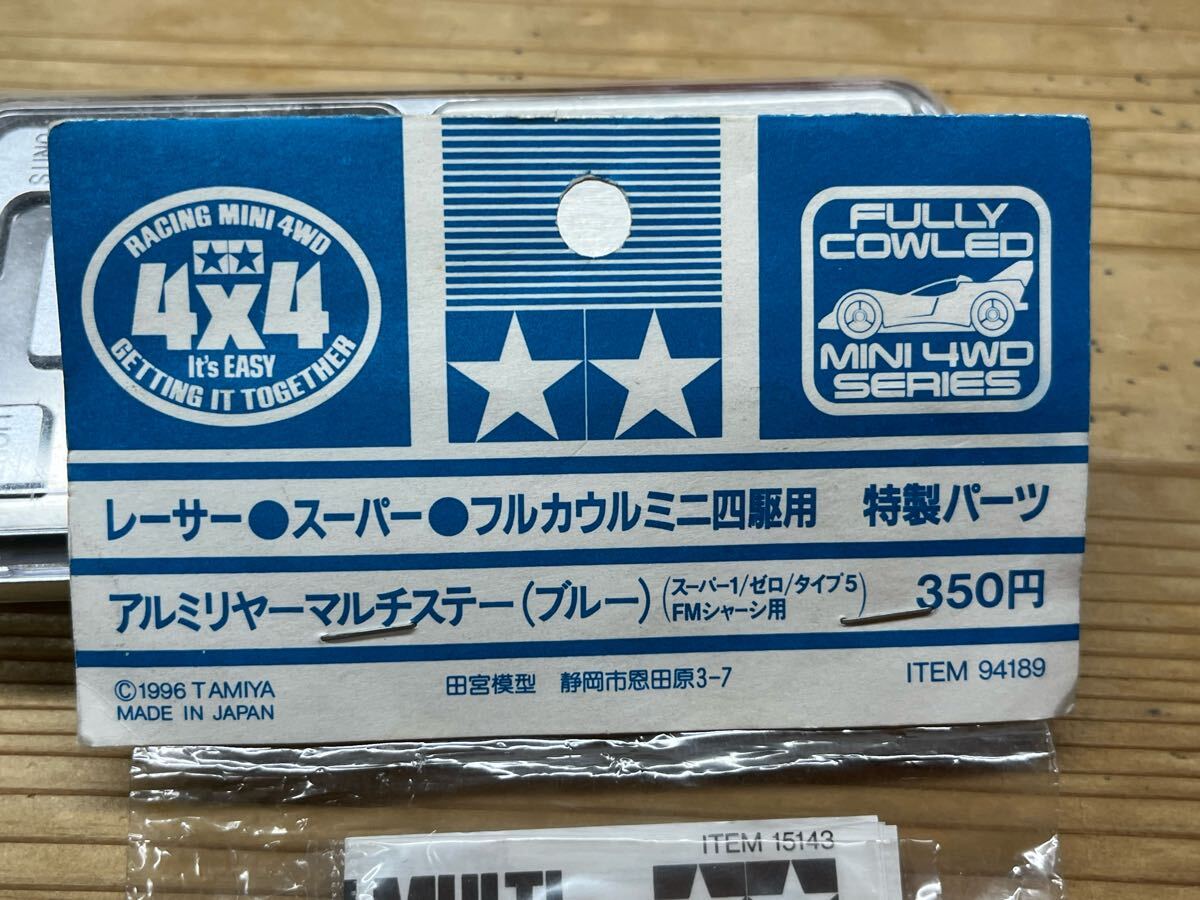 RACING MINI 4WD
4x4
It's EASY
GETTING IT TOGETHER
FULLY
COWLED
MINI 4WD
SERIES
レーサー●スーパー●フルカウルミニ四駆用 特製パーツ
アルミリヤーマルチステー(ブルー)(スーパー1/ゼロ/タイプ5 FMシャーシ用) 350円
©1996 TAMIYA
MADE IN JAPAN
田宮模型 静岡市恩田原3-7
ITEM 94189
ITEM 15143
MULTI